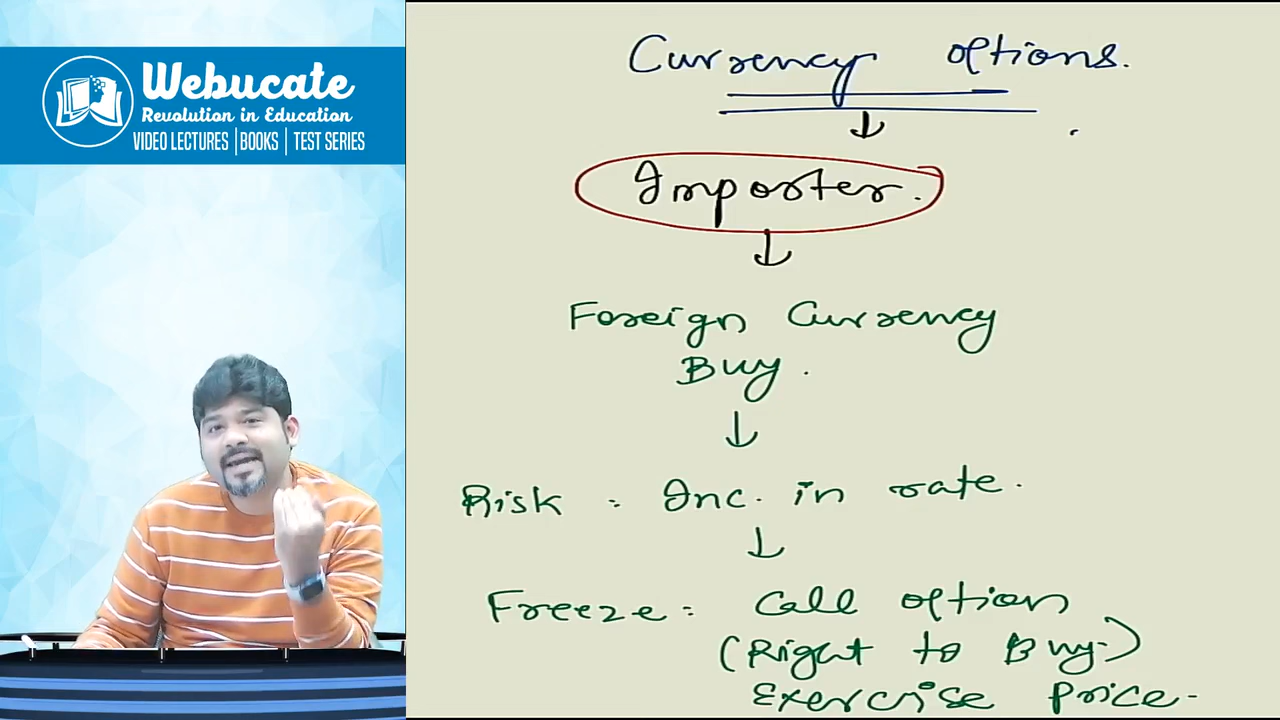 Webucate
Revolution in Education
VIDEO LECTURES | BOOKS | TEST SERIES
Currency options.
Importer.
Foreign Currency
Buy.
Risk : Inc. in rate.
Freeze : Call option
(Right to Buy.)
Exercise Price.